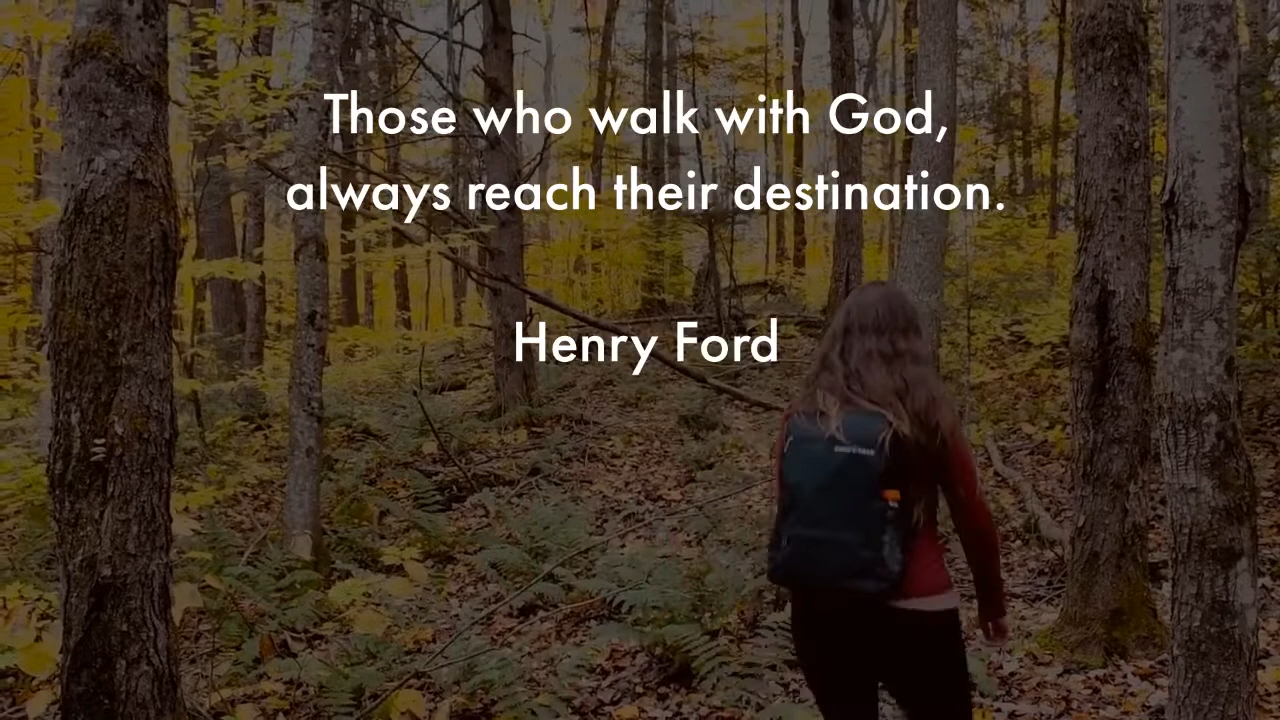 Those who walk with God,
always reach their destination.
Henry Ford